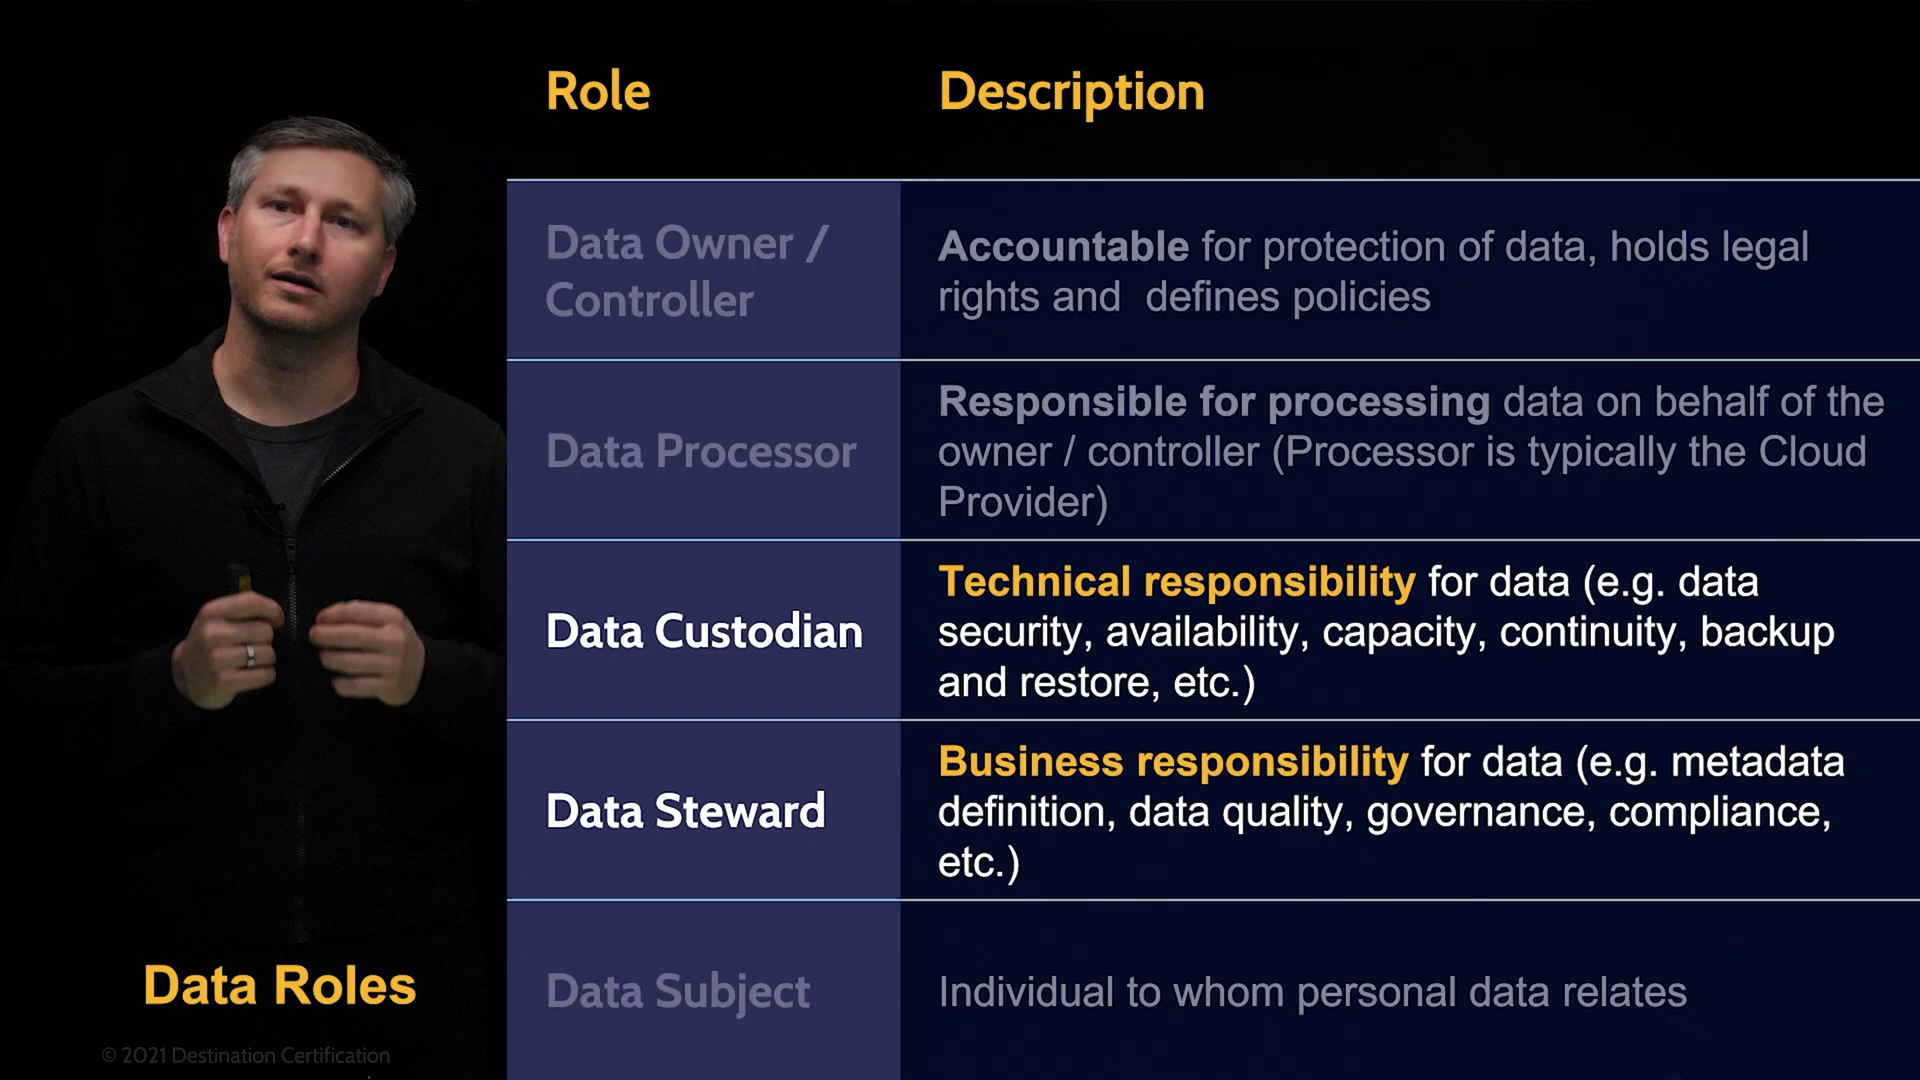 Role
Description
Data Owner /
Controller
Accountable for protection of data, holds legal
rights and  defines policies
Data Processor
Responsible for processing data on behalf of the
owner / controller (Processor is typically the Cloud
Provider)
Data Custodian
Technical responsibility for data (e.g. data
security, availability, capacity, continuity, backup
and restore, etc.)
Data Steward
Business responsibility for data (e.g. metadata
definition, data quality, governance, compliance,
etc.)
Data Subject
Individual to whom personal data relates
Data Roles
© 2021 Destination Certification